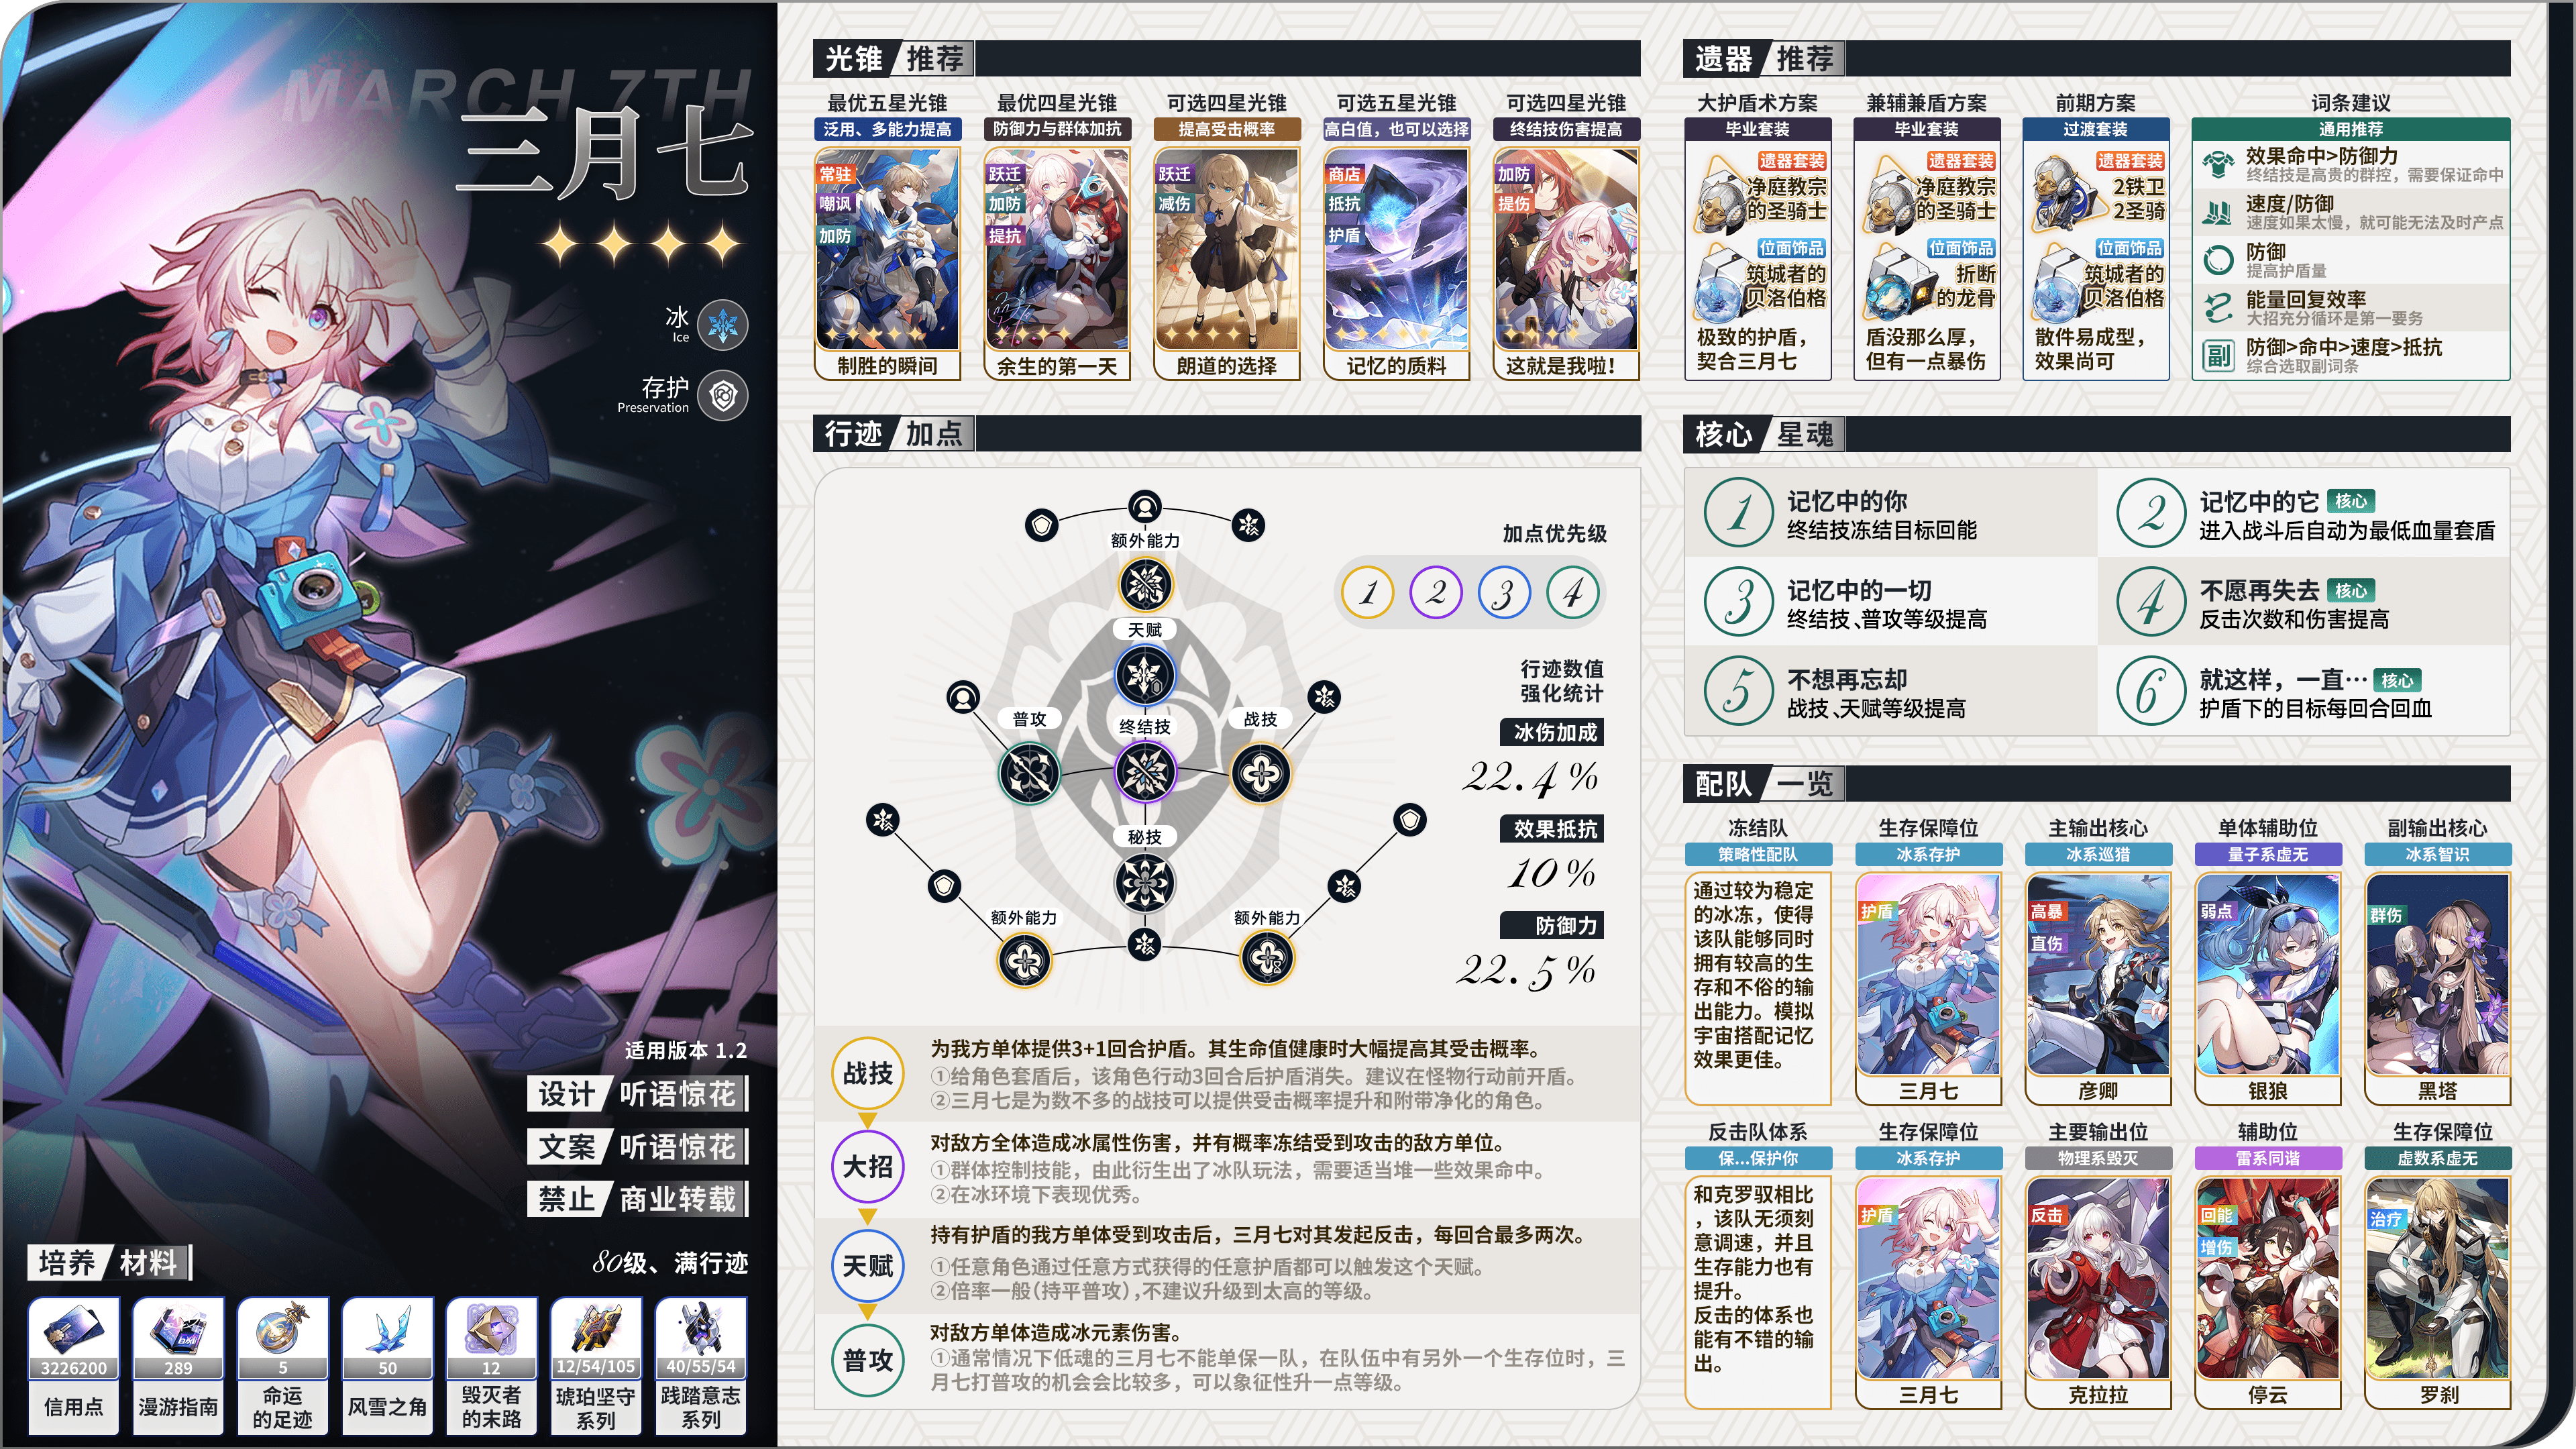 MARCH 7TH
三月七
冰
Ice
存护
Preservation
适用版本 1.2
设计 听语惊花
文案 听语惊花
禁止 商业转载
培养 材料
80级、满行迹
3226200
信用点
289
漫游指南
5
命运
的足迹
50
风雪之角
12
毁灭者
的末路
12/54/105
琥珀坚守
系列
40/55/54
践踏意志
系列
光锥 推荐
最优五星光锥
泛用、多能力提高
常驻
嘲讽
加防
制胜的瞬间
最优四星光锥
防御力与群体加抗
跃迁
加防
提抗
余生的第一天
可选四星光锥
提高受击概率
跃迁
减伤
朗道的选择
可选五星光锥
高白值，也可以选择
商店
抵抗
护盾
记忆的质料
可选四星光锥
终结技伤害提高
加防
提伤
这就是我啦！
行迹 加点
额外能力
天赋
普攻
终结技
战技
秘技
额外能力
额外能力
加点优先级
1 2 3 4
行迹数值
强化统计
冰伤加成
22.4%
效果抵抗
10%
防御力
22.5%
战技
为我方单体提供3+1回合护盾。其生命值健康时大幅提高其受击概率。
①给角色套盾后，该角色行动3回合后护盾消失。建议在怪物行动前开盾。
②三月七是为数不多的战技可以提供受击概率提升和附带净化的角色。
大招
对敌方全体造成冰属性伤害，并有概率冻结受到攻击的敌方单位。
①群体控制技能，由此衍生出了冰队玩法，需要适当堆一些效果命中。
②在冰环境下表现优秀。
天赋
持有护盾的我方单体受到攻击后，三月七对其发起反击，每回合最多两次。
①任意角色通过任意方式获得的任意护盾都可以触发这个天赋。
②倍率一般（持平普攻），不建议升级到太高的等级。
普攻
对敌方单体造成冰元素伤害。
①通常情况下低魂的三月七不能单保一队，在队伍中有另外一个生存位时，三
月七打普攻的机会会比较多，可以象征性升一点等级。
遗器 推荐
大护盾术方案
毕业套装
遗器套装
净庭教宗
的圣骑士
位面饰品
筑城者的
贝洛伯格
极致的护盾，
契合三月七
兼辅兼盾方案
毕业套装
遗器套装
净庭教宗
的圣骑士
位面饰品
折断
的龙骨
盾没那么厚，
但有一点暴伤
前期方案
过渡套装
遗器套装
2铁卫
2圣骑
位面饰品
筑城者的
贝洛伯格
散件易成型，
效果尚可
词条建议
通用推荐
效果命中>防御力
终结技是高贵的群控，需要保证命中
速度/防御
速度如果太慢，就可能无法及时产点
防御
提高护盾量
能量回复效率
大招充分循环是第一要务
副
防御>命中>速度>抵抗
综合选取副词条
核心 星魂
1
记忆中的你
终结技冻结目标回能
2
记忆中的它 核心
进入战斗后自动为最低血量套盾
3
记忆中的一切
终结技、普攻等级提高
4
不愿再失去 核心
反击次数和伤害提高
5
不想再忘却
战技、天赋等级提高
6
就这样，一直… 核心
护盾下的目标每回合回血
配队 一览
冻结队
策略性配队
通过较为稳定
的冰冻，使得
该队能够同时
拥有较高的生
存和不俗的输
出能力。模拟
宇宙搭配记忆
效果更佳。
生存保障位
冰系存护
护盾
三月七
主输出核心
冰系巡猎
高暴
直伤
彦卿
单体辅助位
量子系虚无
弱点
银狼
副输出核心
冰系智识
群伤
黑塔
反击队体系
保...保护你
和克罗驭相比
，该队无须刻
意调速，并且
生存能力也有
提升。
反击的体系也
能有不错的输
出。
生存保障位
冰系存护
护盾
三月七
主要输出位
物理系毁灭
反击
克拉拉
辅助位
雷系同谐
回能
增伤
停云
生存保障位
虚数系虚无
治疗
罗刹